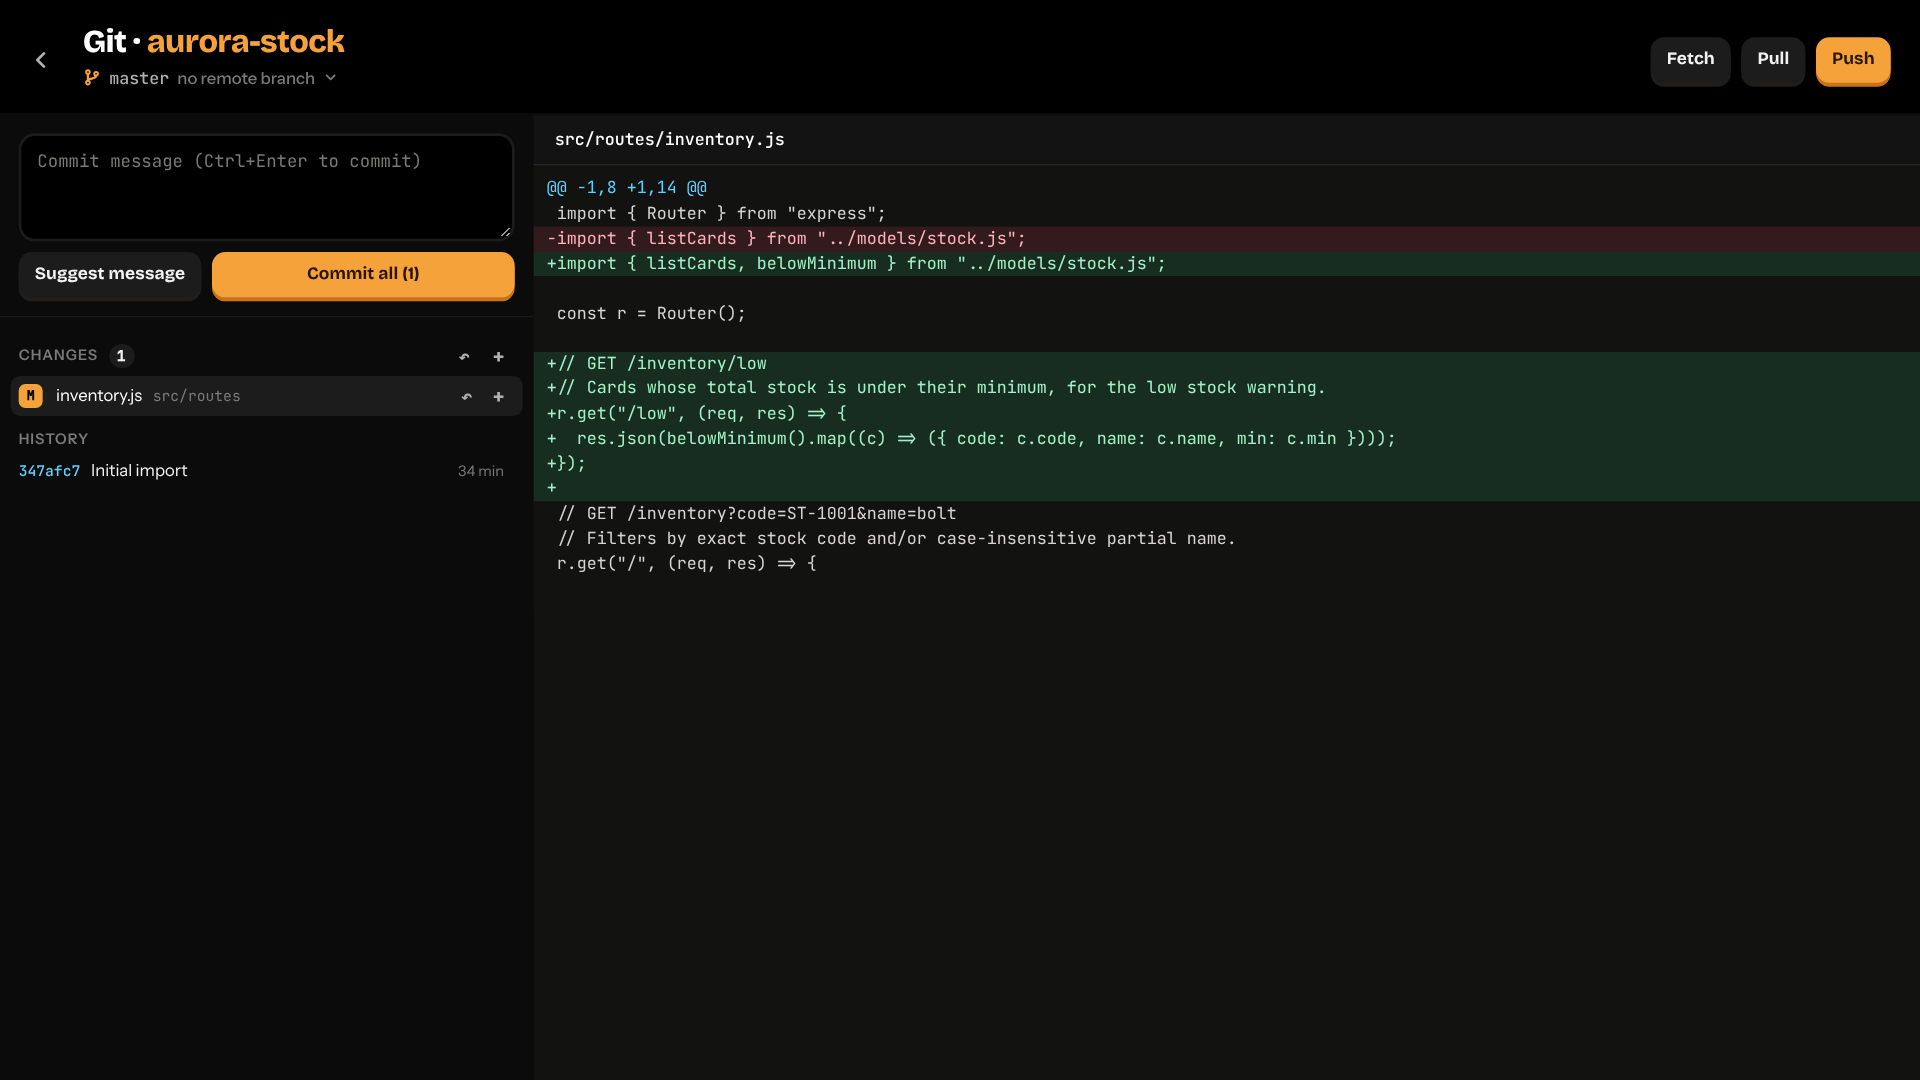 Git · aurora-stock
master no remote branch
Fetch Pull Push
Commit message (Ctrl+Enter to commit)
Suggest message Commit all (1)
CHANGES 1
M inventory.js src/routes
HISTORY
347afc7 Initial import 34 min
src/routes/inventory.js
@@ -1,8 +1,14 @@
 import { Router } from "express";
-import { listCards } from "../models/stock.js";
+import { listCards, belowMinimum } from "../models/stock.js";
 const r = Router();
+// GET /inventory/low
+// Cards whose total stock is under their minimum, for the low stock warning.
+r.get("/low", (req, res) => {
+  res.json(belowMinimum().map((c) => ({ code: c.code, name: c.name, min: c.min })));
+});
+
 // GET /inventory?code=ST-1001&name=bolt
 // Filters by exact stock code and/or case-insensitive partial name.
 r.get("/", (req, res) => {